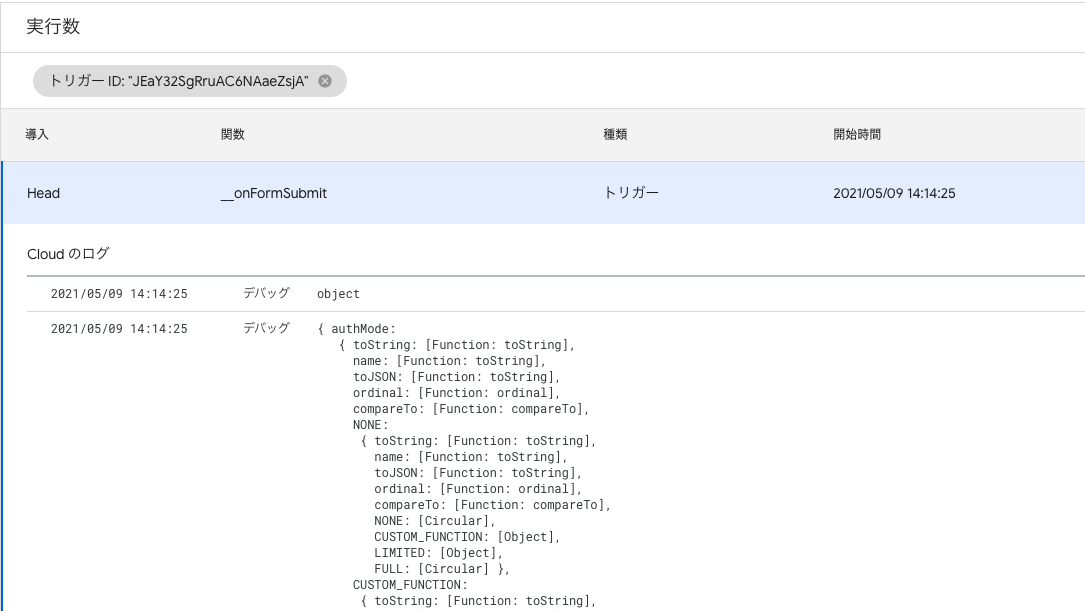 実行数
トリガー ID: "JEaY32SgRruAC6NAaeZsjA"
導入 関数 種類 開始時間
Head __onFormSubmit トリガー 2021/05/09 14:14:25
Cloud のログ
2021/05/09 14:14:25 デバッグ object
2021/05/09 14:14:25 デバッグ { authMode:
{ toString: [Function: toString],
name: [Function: toString],
toJSON: [Function: toString],
ordinal: [Function: ordinal],
compareTo: [Function: compareTo],
NONE:
{ toString: [Function: toString],
name: [Function: toString],
toJSON: [Function: toString],
ordinal: [Function: ordinal],
compareTo: [Function: compareTo],
NONE: [Circular],
CUSTOM_FUNCTION: [Object],
LIMITED: [Object],
FULL: [Circular] },
CUSTOM_FUNCTION:
{ toString: [Function: toString],